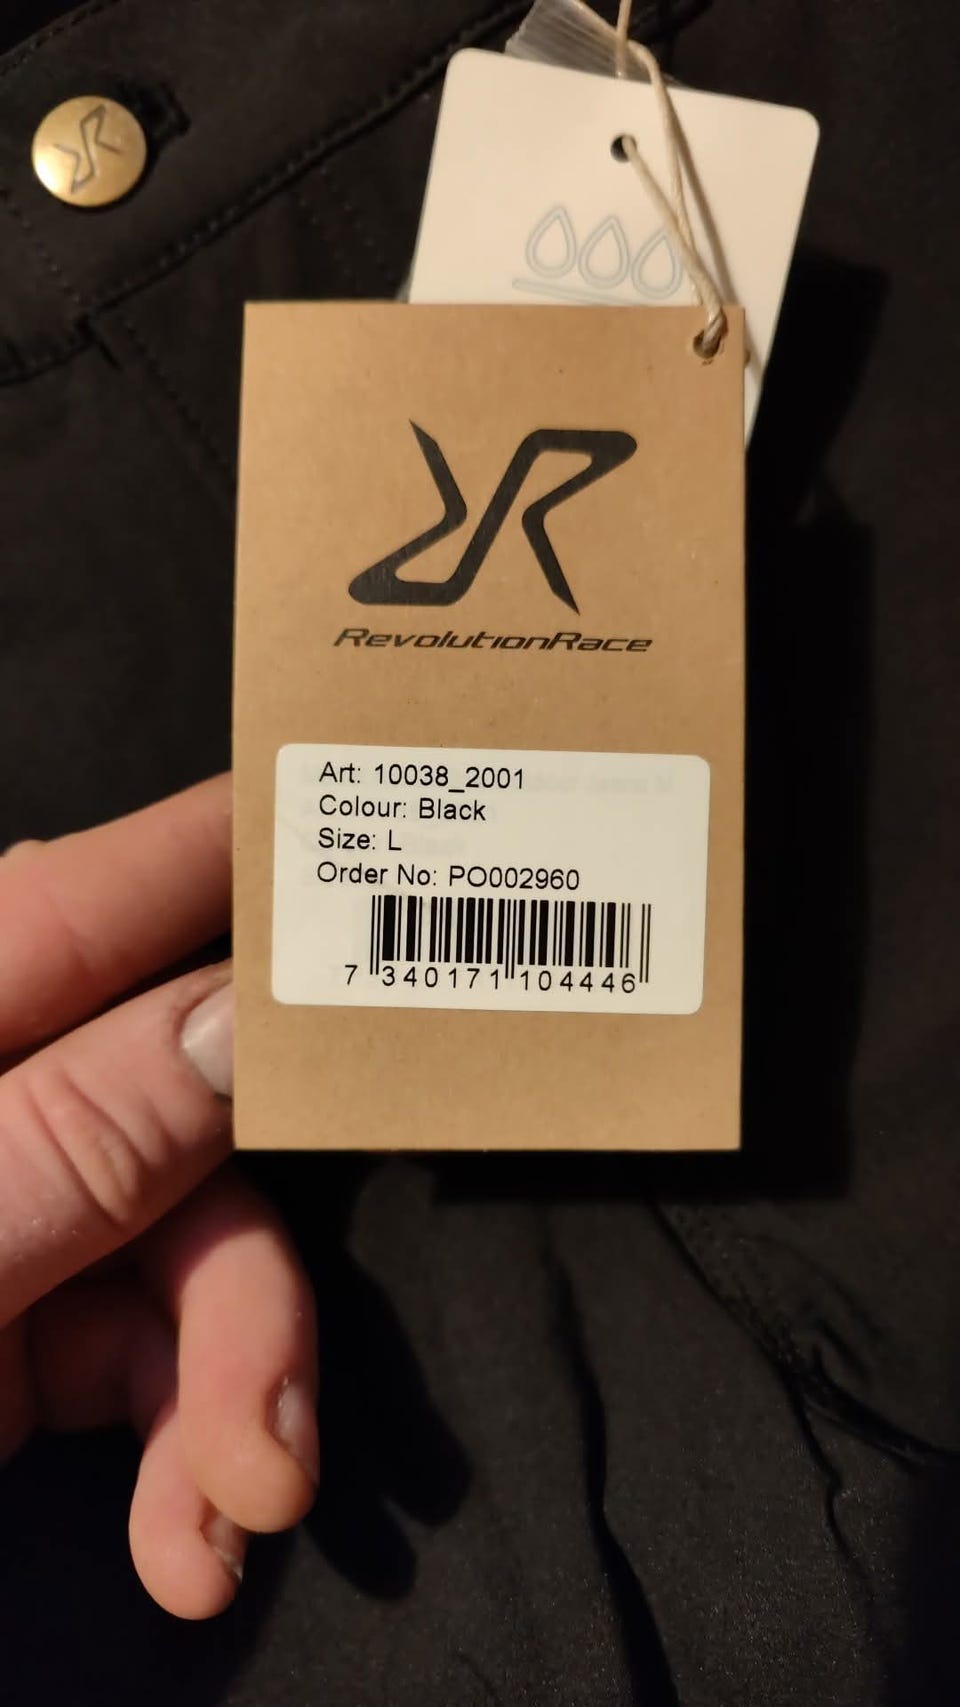 RevolutionRace
Art: 10038_2001
Colour: Black
Size: L
Order No: PO002960
7 340171 104446